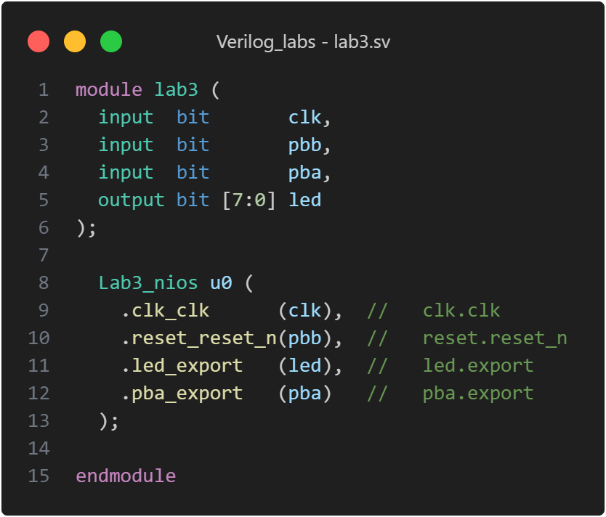 Verilog_labs - lab3.sv
1 module lab3 (
2   input  bit       clk,
3   input  bit       pbb,
4   input  bit       pba,
5   output bit [7:0] led
6 );
7
8   Lab3_nios u0 (
9     .clk_clk      (clk),  //   clk.clk
10     .reset_reset_n(pbb),  //   reset.reset_n
11     .led_export   (led),  //   led.export
12     .pba_export   (pba)   //   pba.export
13   );
14
15 endmodule